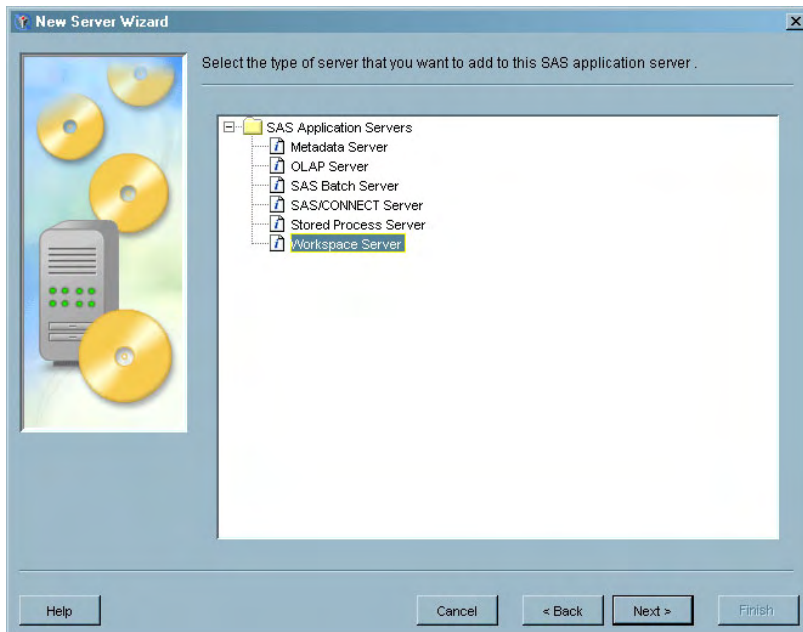 New Server Wizard
Select the type of server that you want to add to this SAS application server .
SAS Application Servers
Metadata Server
OLAP Server
SAS Batch Server
SAS/CONNECT Server
Stored Process Server
Workspace Server
Help
Cancel
< Back
Next >
Finish